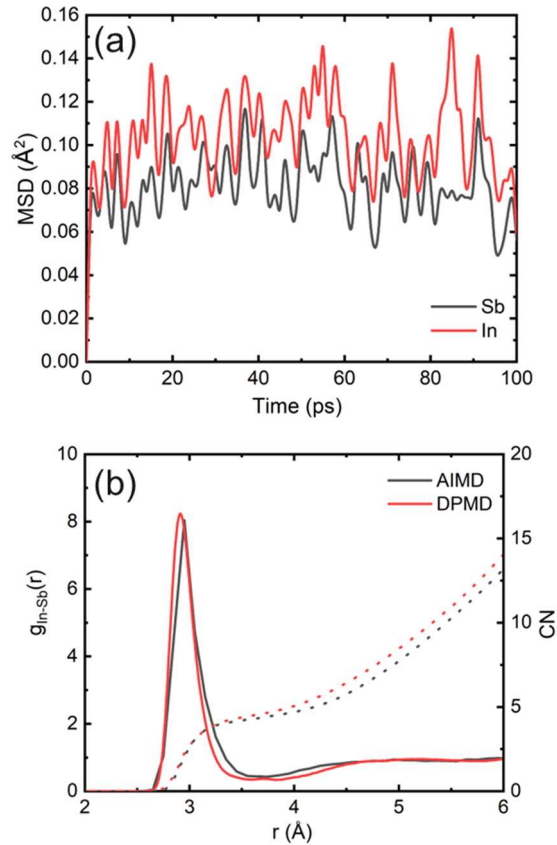 (a)
0.16
0.14
0.12
0.10
0.08
0.06
0.04
0.02
0.00
MSD (Å²)
Sb
In
0 20 40 60 80 100
Time (ps)
(b)
10
8
6
4
2
0
gIn-Sb(r)
AIMD
DPMD
20
15
10
5
0
CN
2 3 4 5 6
r (Å)